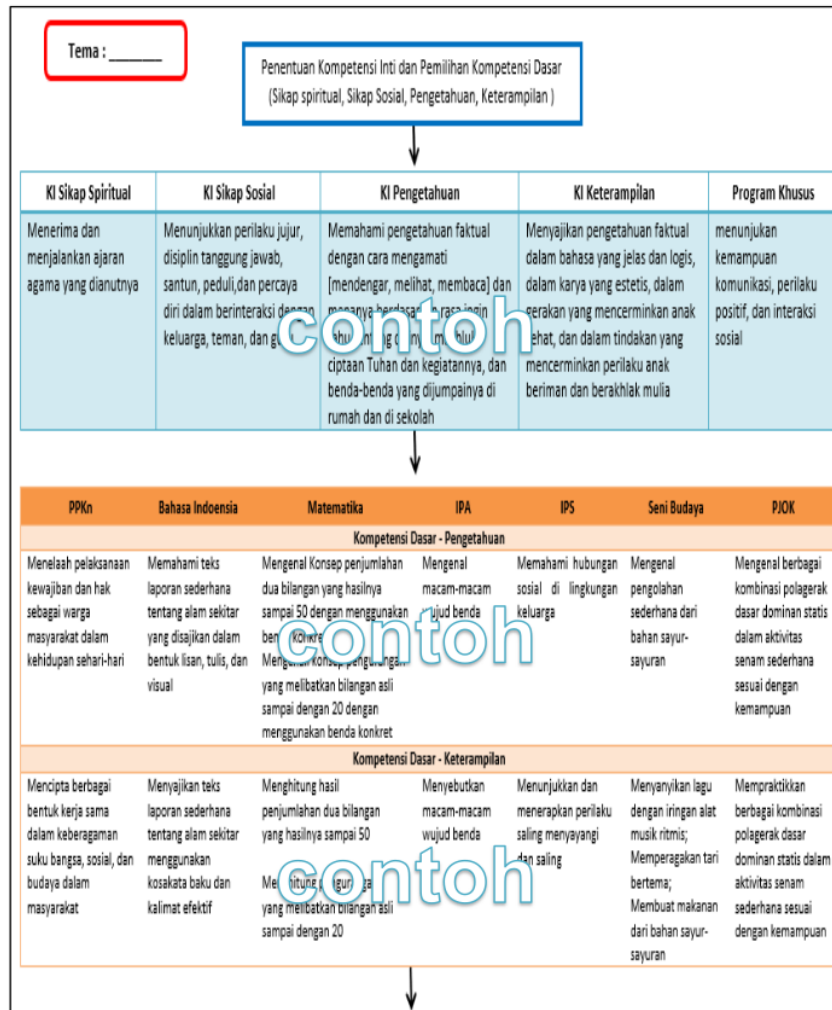 Tema : ________
Penentuan Kompetensi Inti dan Pemilihan Kompetensi Dasar
(Sikap spiritual, Sikap Sosial, Pengetahuan, Keterampilan )
KI Sikap Spiritual
Menerima dan
menjalankan ajaran
agama yang dianutnya
KI Sikap Sosial
Menunjukkan perilaku jujur,
disiplin tanggung jawab,
santun, peduli,dan percaya
diri dalam berinteraksi dengan
keluarga, teman, dan
KI Pengetahuan
Memahami pengetahuan faktual
dengan cara mengamati
[mendengar, melihat, membaca] dan
rasa ingin
ciptaan Tuhan dan kegiatannya, dan
benda-benda yang dijumpainya di
rumah dan di sekolah
KI Keterampilan
Menyajikan pengetahuan faktual
dalam bahasa yang jelas dan logis,
dalam karya yang estetis, dalam
gerakan yang mencerminkan anak
sehat, dan dalam tindakan yang
mencerminkan perilaku anak
beriman dan berakhlak mulia
Program Khusus
menunjukan
kemampuan
komunikasi, perilaku
positif, dan interaksi
sosial
contoh
PPKn
Bahasa Indoensia
Matematika
IPA
IPS
Seni Budaya
PJOK
Kompetensi Dasar - Pengetahuan
Menelaah pelaksanaan
kewajiban dan hak
sebagai warga
masyarakat dalam
kehidupan sehari-hari
Memahami teks
laporan sederhana
tentang alam sekitar
yang disajikan dalam
bentuk lisan, tulis, dan
visual
Mengenal Konsep penjumlahan
dua bilangan yang hasilnya
sampai 50 dengan menggunakan
konkret
Mengenal konsep pengurangan
yang melibatkan bilangan asli
sampai dengan 20 dengan
menggunakan benda konkret
Mengenal
macam-macam
wujud benda
Memahami hubungan
sosial di lingkungan
keluarga
Mengenal
pengolahan
sederhana dari
bahan sayur-
sayuran
Mengenal berbagai
kombinasi polagerak
dasar dominan statis
dalam aktivitas
senam sederhana
sesuai dengan
kemampuan
contoh
Kompetensi Dasar - Keterampilan
Mencipta berbagai
bentuk kerja sama
dalam keberagaman
suku bangsa, sosial, dan
budaya dalam
masyarakat
Menyajikan teks
laporan sederhana
tentang alam sekitar
menggunakan
kosakata baku dan
kalimat efektif
Menghitung hasil
penjumlahan dua bilangan
yang hasilnya sampai 50
Menghitung pengurangan
yang melibatkan bilangan asli
sampai dengan 20
Menyebutkan
macam-macam
wujud benda
Menunjukkan dan
menerapkan perilaku
saling menyayangi
dan saling
Menyanyikan lagu
dengan iringan alat
musik ritmis;
Memperagakan tari
bertema;
Membuat makanan
dari bahan sayur-
sayuran
Mempraktikkan
berbagai kombinasi
polagerak dasar
dominan statis dalam
aktivitas senam
sederhana sesuai
dengan kemampuan
contoh